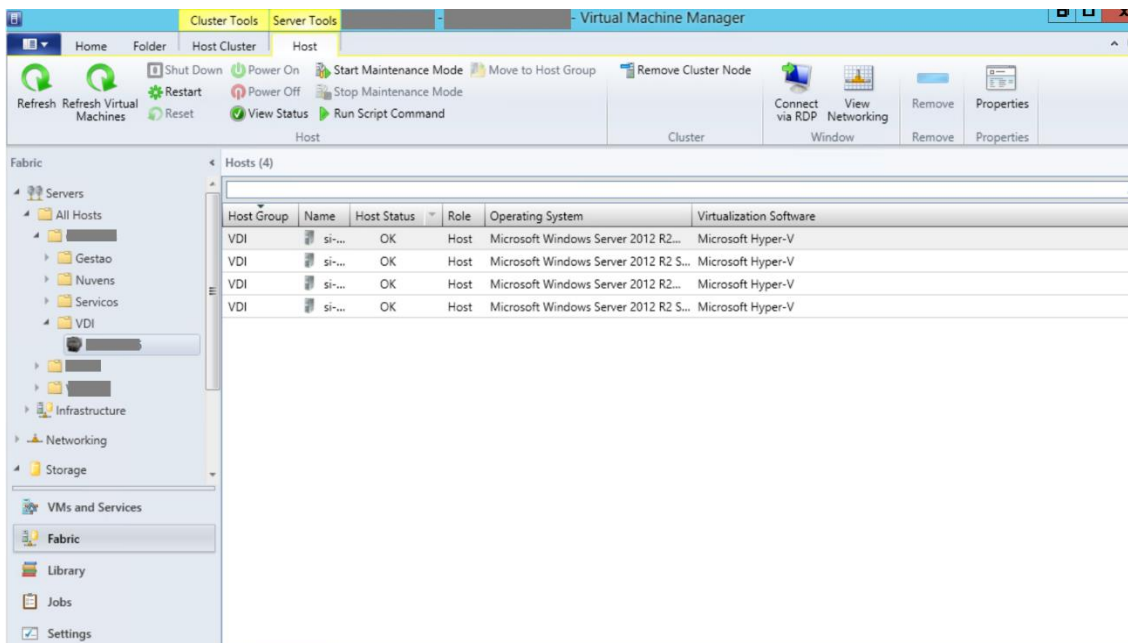 Cluster Tools Server Tools - - Virtual Machine Manager
Home Folder Host Cluster Host
Refresh
Refresh Virtual Machines
Shut Down
Restart
Reset
Power On
Power Off
View Status
Start Maintenance Mode
Stop Maintenance Mode
Run Script Command
Move to Host Group
Host
Remove Cluster Node
Cluster
Connect via RDP
View Networking
Window
Remove
Remove
Properties
Properties
Fabric
Servers
All Hosts
Gestao
Nuvens
Servicos
VDI
Infrastructure
Networking
Storage
VMs and Services
Fabric
Library
Jobs
Settings
Hosts (4)
Host Group Name Host Status Role Operating System Virtualization Software
VDI si-... OK Host Microsoft Windows Server 2012 R2... Microsoft Hyper-V
VDI si-... OK Host Microsoft Windows Server 2012 R2 S... Microsoft Hyper-V
VDI si-... OK Host Microsoft Windows Server 2012 R2... Microsoft Hyper-V
VDI si-... OK Host Microsoft Windows Server 2012 R2 S... Microsoft Hyper-V